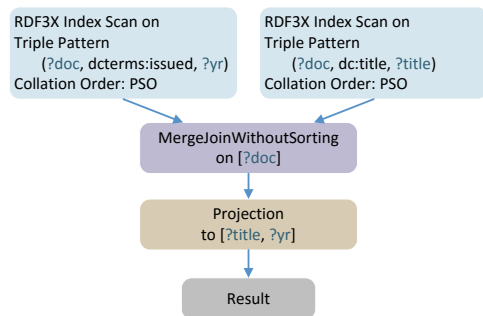 RDF3X Index Scan on
Triple Pattern
(?doc, dcterms:issued, ?yr)
Collation Order: PSO
RDF3X Index Scan on
Triple Pattern
(?doc, dc:title, ?title)
Collation Order: PSO
MergeJoinWithoutSorting
on [?doc]
Projection
to [?title, ?yr]
Result